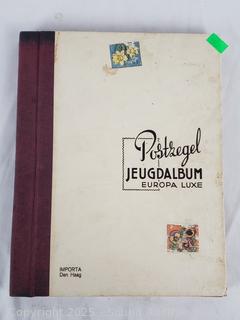 Postzegel
JEUGDALBUM
EUROPA LUXE
IMPORTA
Den Haag